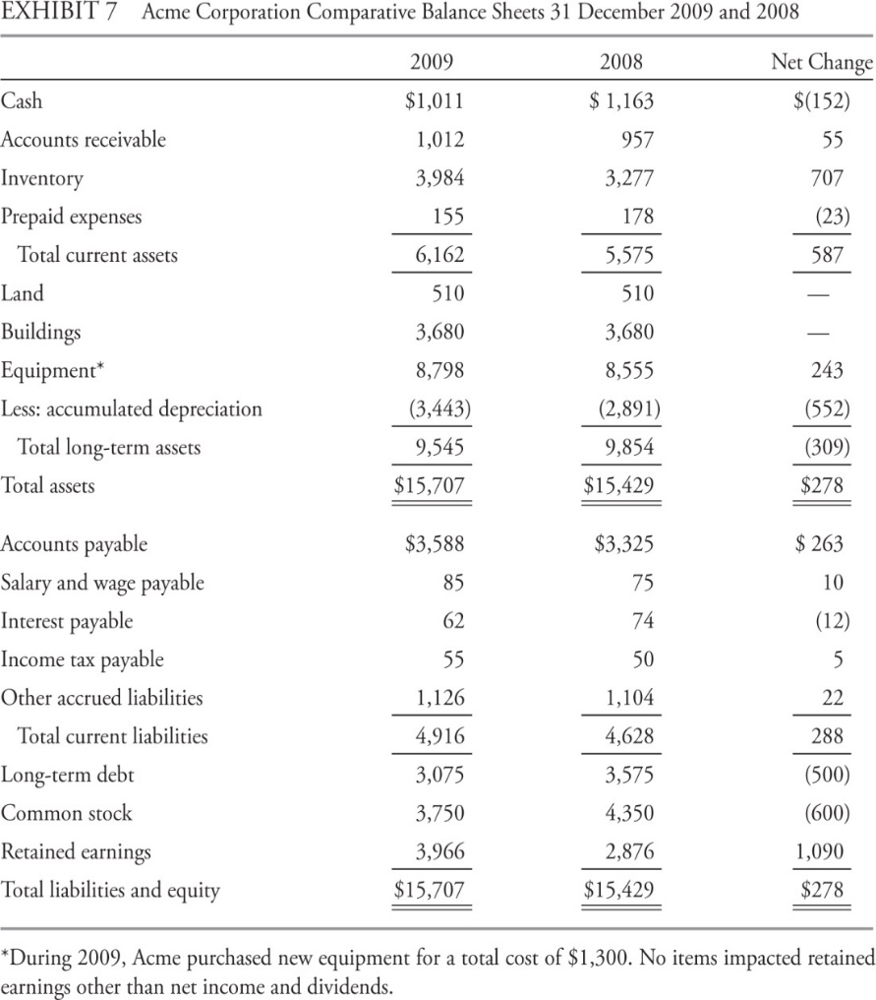 EXHIBIT 7 Acme Corporation Comparative Balance Sheets 31 December 2009 and 2008
2009 2008 Net Change
Cash $1,011 $ 1,163 $(152)
Accounts receivable 1,012 957 55
Inventory 3,984 3,277 707
Prepaid expenses 155 178 (23)
Total current assets 6,162 5,575 587
Land 510 510 —
Buildings 3,680 3,680 —
Equipment* 8,798 8,555 243
Less: accumulated depreciation (3,443) (2,891) (552)
Total long-term assets 9,545 9,854 (309)
Total assets $15,707 $15,429 $278
Accounts payable $3,588 $3,325 $ 263
Salary and wage payable 85 75 10
Interest payable 62 74 (12)
Income tax payable 55 50 5
Other accrued liabilities 1,126 1,104 22
Total current liabilities 4,916 4,628 288
Long-term debt 3,075 3,575 (500)
Common stock 3,750 4,350 (600)
Retained earnings 3,966 2,876 1,090
Total liabilities and equity $15,707 $15,429 $278
*During 2009, Acme purchased new equipment for a total cost of $1,300. No items impacted retained
earnings other than net income and dividends.